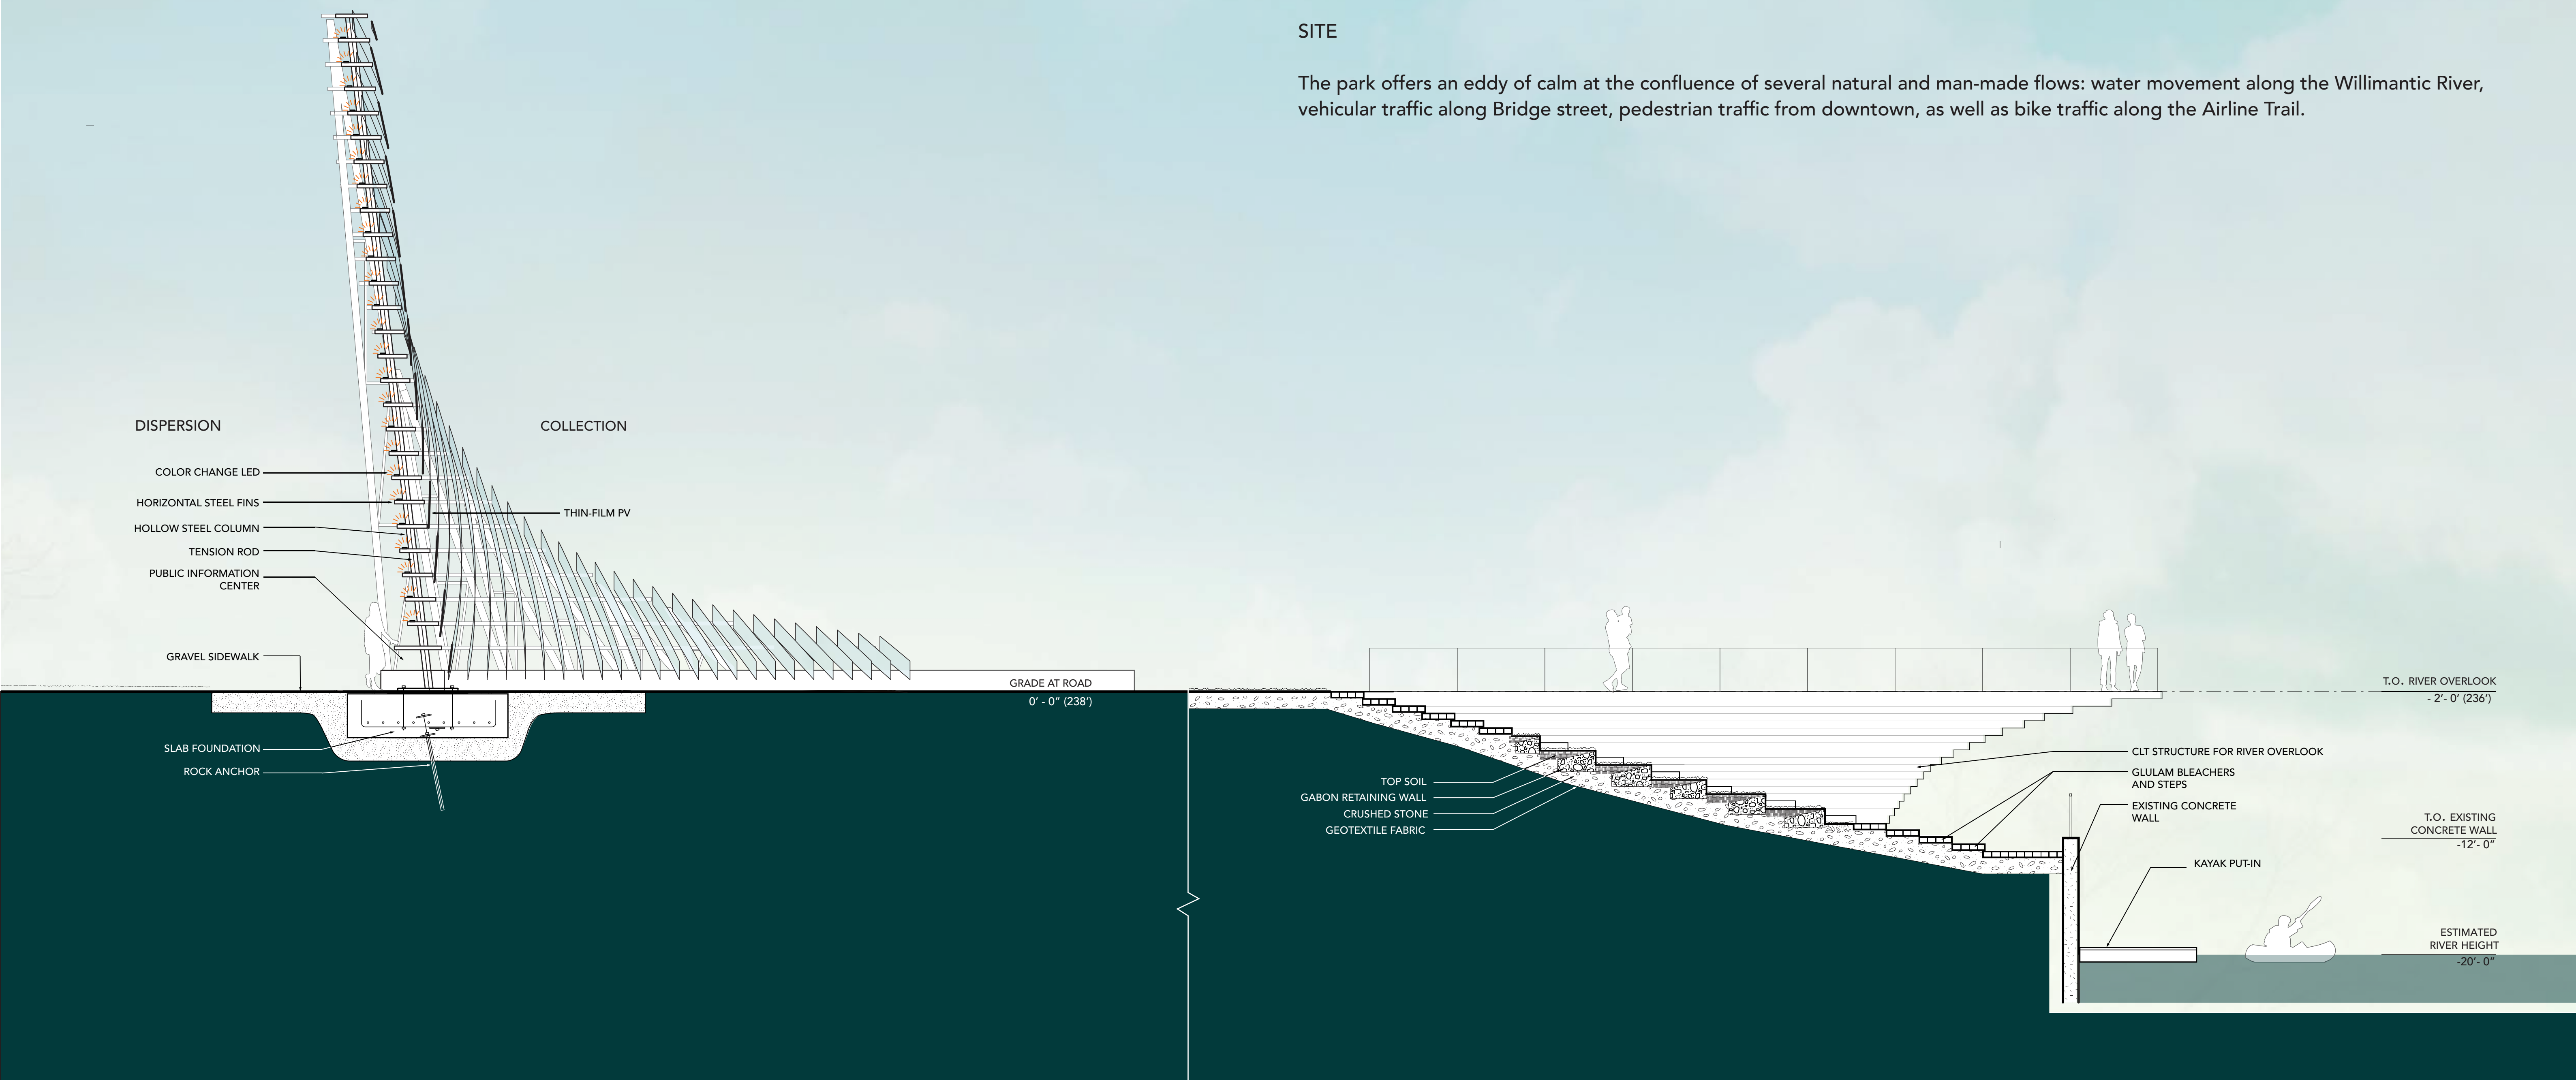 SITE
The park offers an eddy of calm at the confluence of several natural and man-made flows: water movement along the Willimantic River,
vehicular traffic along Bridge street, pedestrian traffic from downtown, as well as bike traffic along the Airline Trail.
DISPERSION
COLLECTION
COLOR CHANGE LED
HORIZONTAL STEEL FINS
THIN-FILM PV
HOLLOW STEEL COLUMN
TENSION ROD
PUBLIC INFORMATION
CENTER
GRAVEL SIDEWALK
GRADE AT ROAD
0' - 0" (238')
SLAB FOUNDATION
ROCK ANCHOR
T.O. RIVER OVERLOOK
- 2'- 0' (236')
CLT STRUCTURE FOR RIVER OVERLOOK
GLULAM BLEACHERS
AND STEPS
EXISTING CONCRETE
WALL
TOP SOIL
GABON RETAINING WALL
CRUSHED STONE
GEOTEXTILE FABRIC
T.O. EXISTING
CONCRETE WALL
-12'- 0"
KAYAK PUT-IN
ESTIMATED
RIVER HEIGHT
-20'- 0"